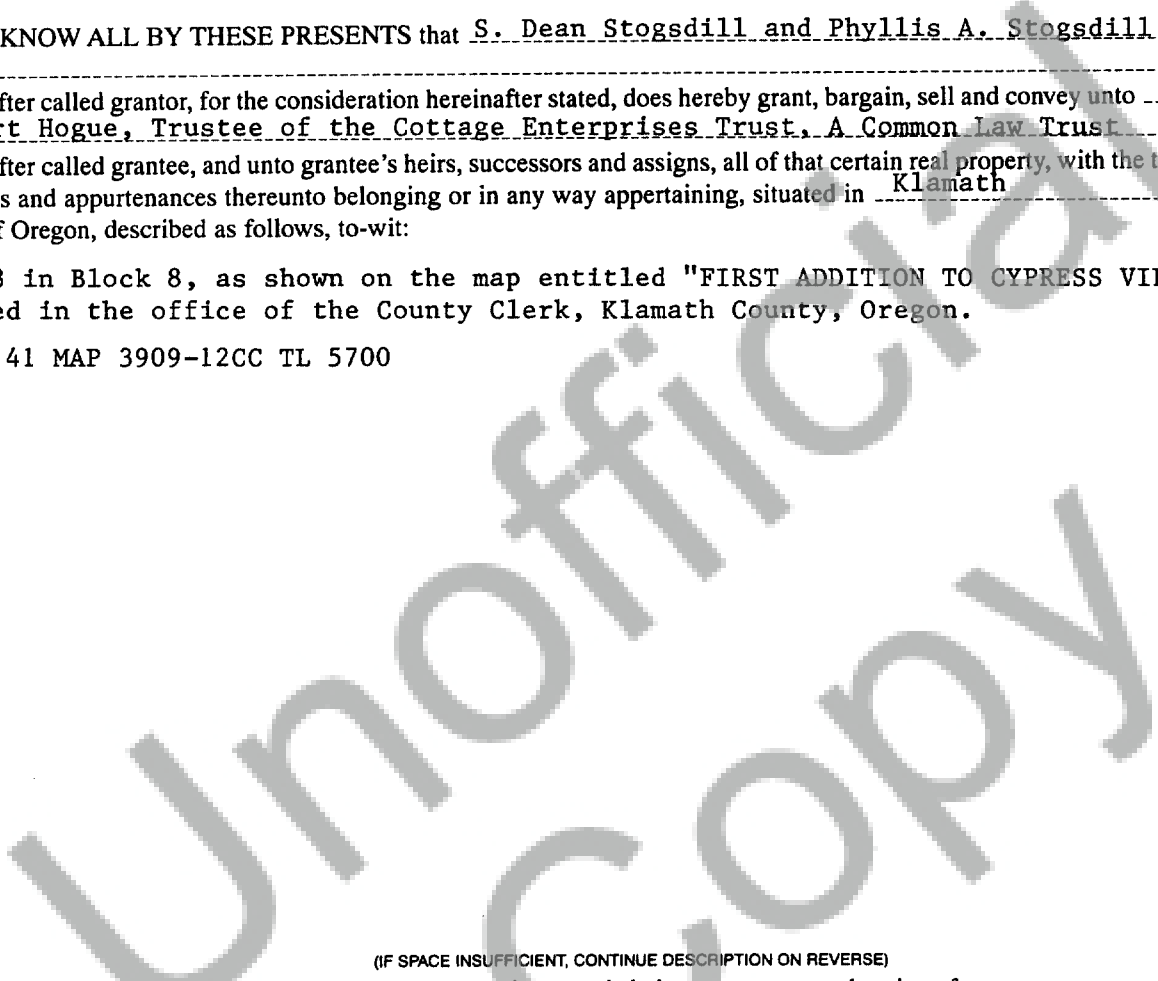 KNOW ALL BY THESE PRESENTS that S. Dean Stogsdill and Phyllis A. Stogsdill
fter called grantor, for the consideration hereinafter stated, does hereby grant, bargain, sell and convey unto
t Hogue, Trustee of the Cottage Enterprises Trust, A Common Law Trust
fter called grantee, and unto grantee's heirs, successors and assigns, all of that certain real property, with the t
s and appurtenances thereunto belonging or in any way appertaining, situated in Klamath
f Oregon, described as follows, to-wit:
in Block 8, as shown on the map entitled "FIRST ADDITION TO CYPRESS VI
ed in the office of the County Clerk, Klamath County, Oregon.
41 MAP 3909-12CC TL 5700
Unofficial
Copy
(IF SPACE INSUFFICIENT, CONTINUE DESCRIPTION ON REVERSE)